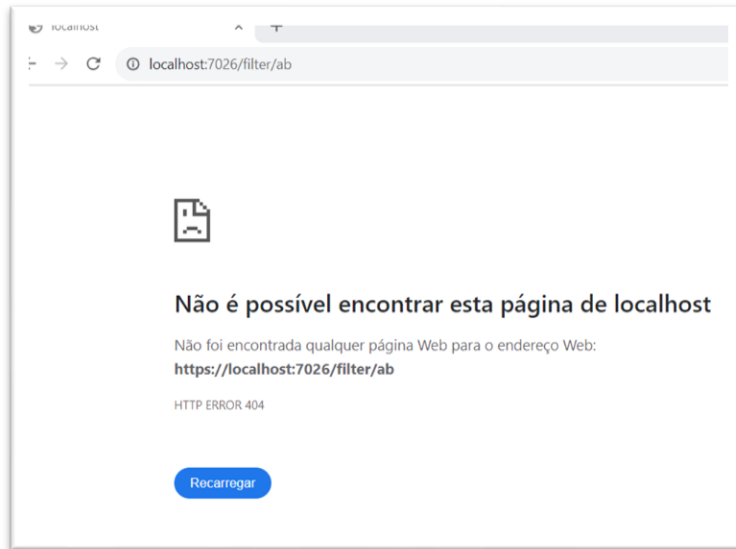 localhost
localhost:7026/filter/ab
Não é possível encontrar esta página de localhost
Não foi encontrada qualquer página Web para o endereço Web:
https://localhost:7026/filter/ab
HTTP ERROR 404
Recarregar